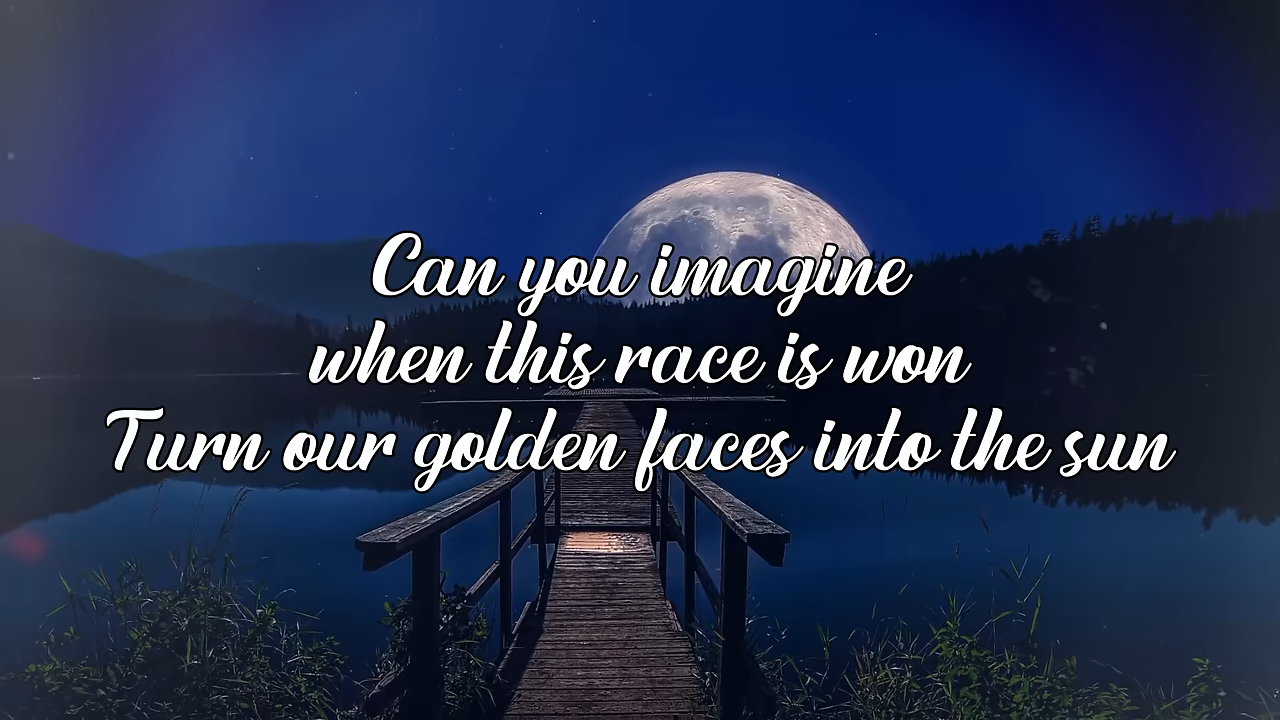 Can you imagine
when this race is won
Turn our golden faces into the sun